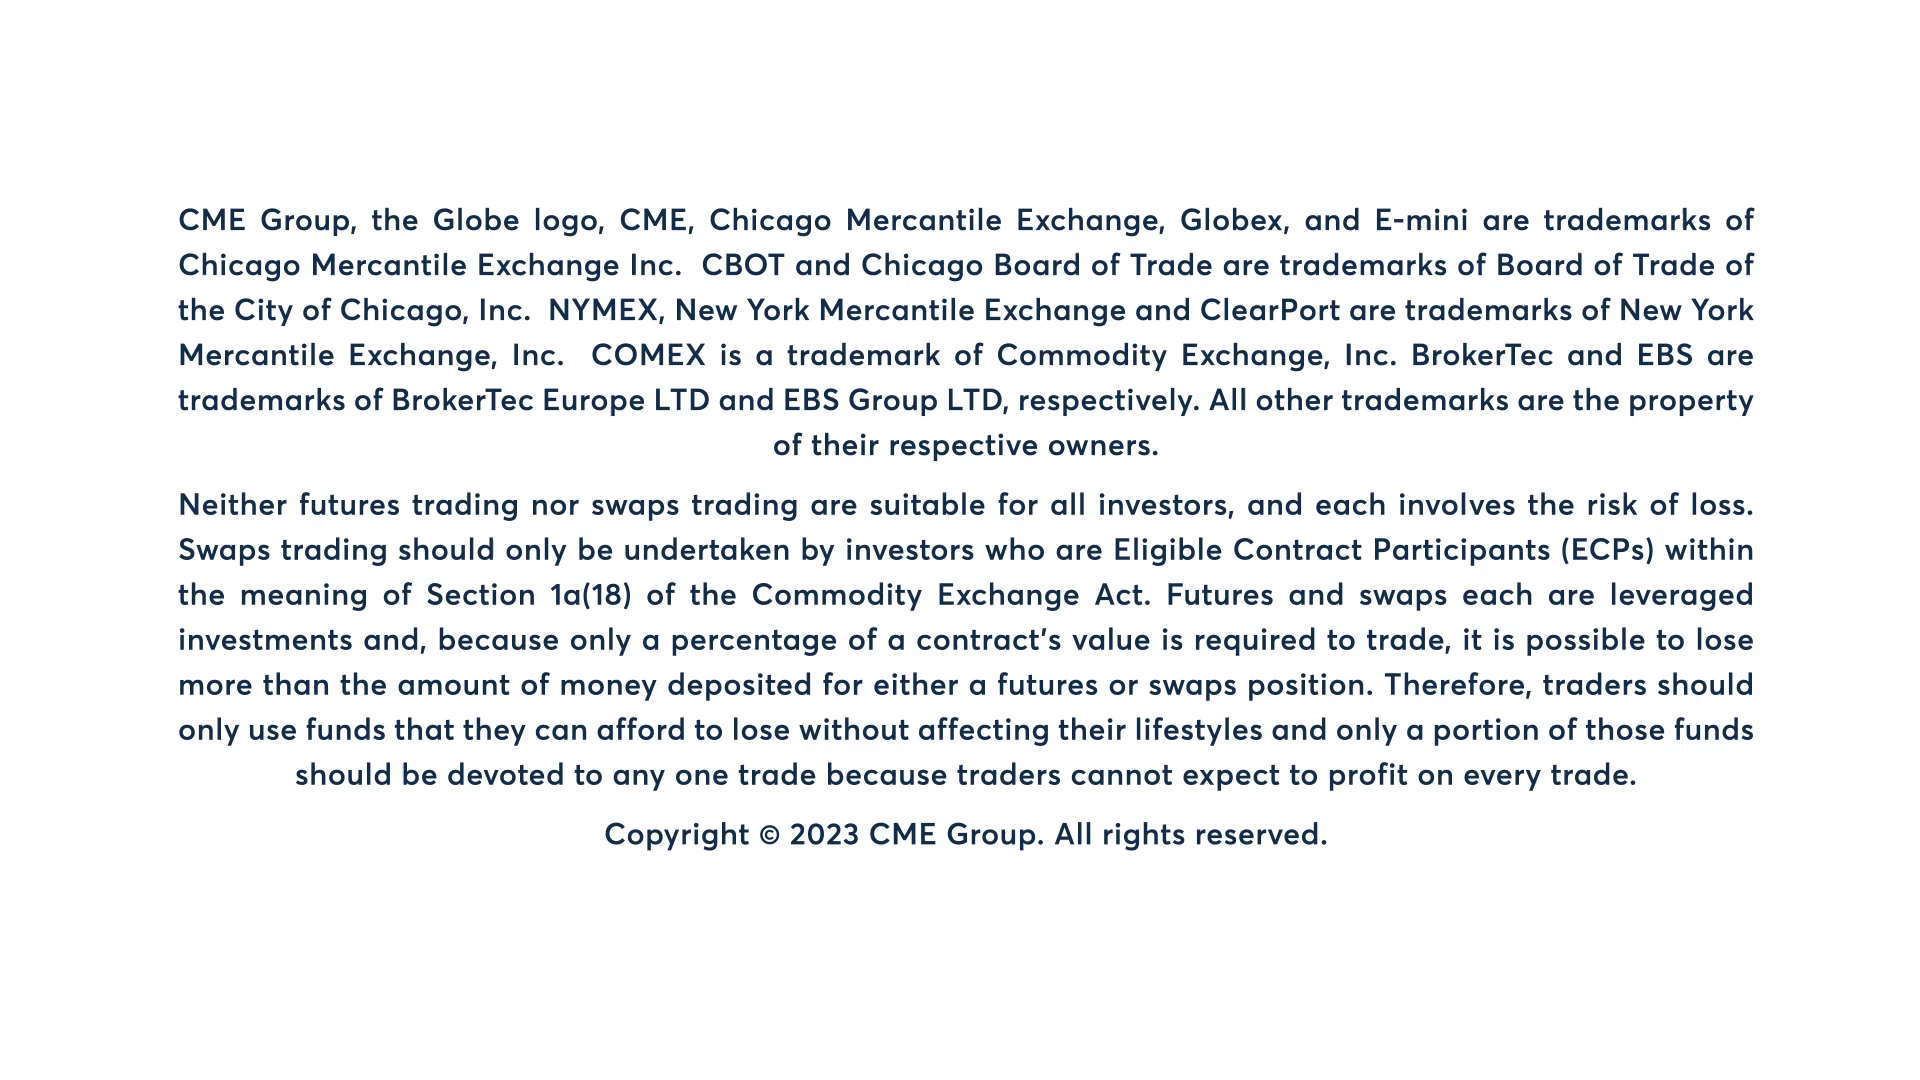 CME Group, the Globe logo, CME, Chicago Mercantile Exchange, Globex, and E-mini are trademarks of
Chicago Mercantile Exchange Inc.  CBOT and Chicago Board of Trade are trademarks of Board of Trade of
the City of Chicago, Inc.  NYMEX, New York Mercantile Exchange and ClearPort are trademarks of New York
Mercantile Exchange, Inc.  COMEX is a trademark of Commodity Exchange, Inc. BrokerTec and EBS are
trademarks of BrokerTec Europe LTD and EBS Group LTD, respectively. All other trademarks are the property
of their respective owners.
Neither futures trading nor swaps trading are suitable for all investors, and each involves the risk of loss.
Swaps trading should only be undertaken by investors who are Eligible Contract Participants (ECPs) within
the meaning of Section 1a(18) of the Commodity Exchange Act. Futures and swaps each are leveraged
investments and, because only a percentage of a contract’s value is required to trade, it is possible to lose
more than the amount of money deposited for either a futures or swaps position. Therefore, traders should
only use funds that they can afford to lose without affecting their lifestyles and only a portion of those funds
should be devoted to any one trade because traders cannot expect to profit on every trade.
Copyright © 2023 CME Group. All rights reserved.